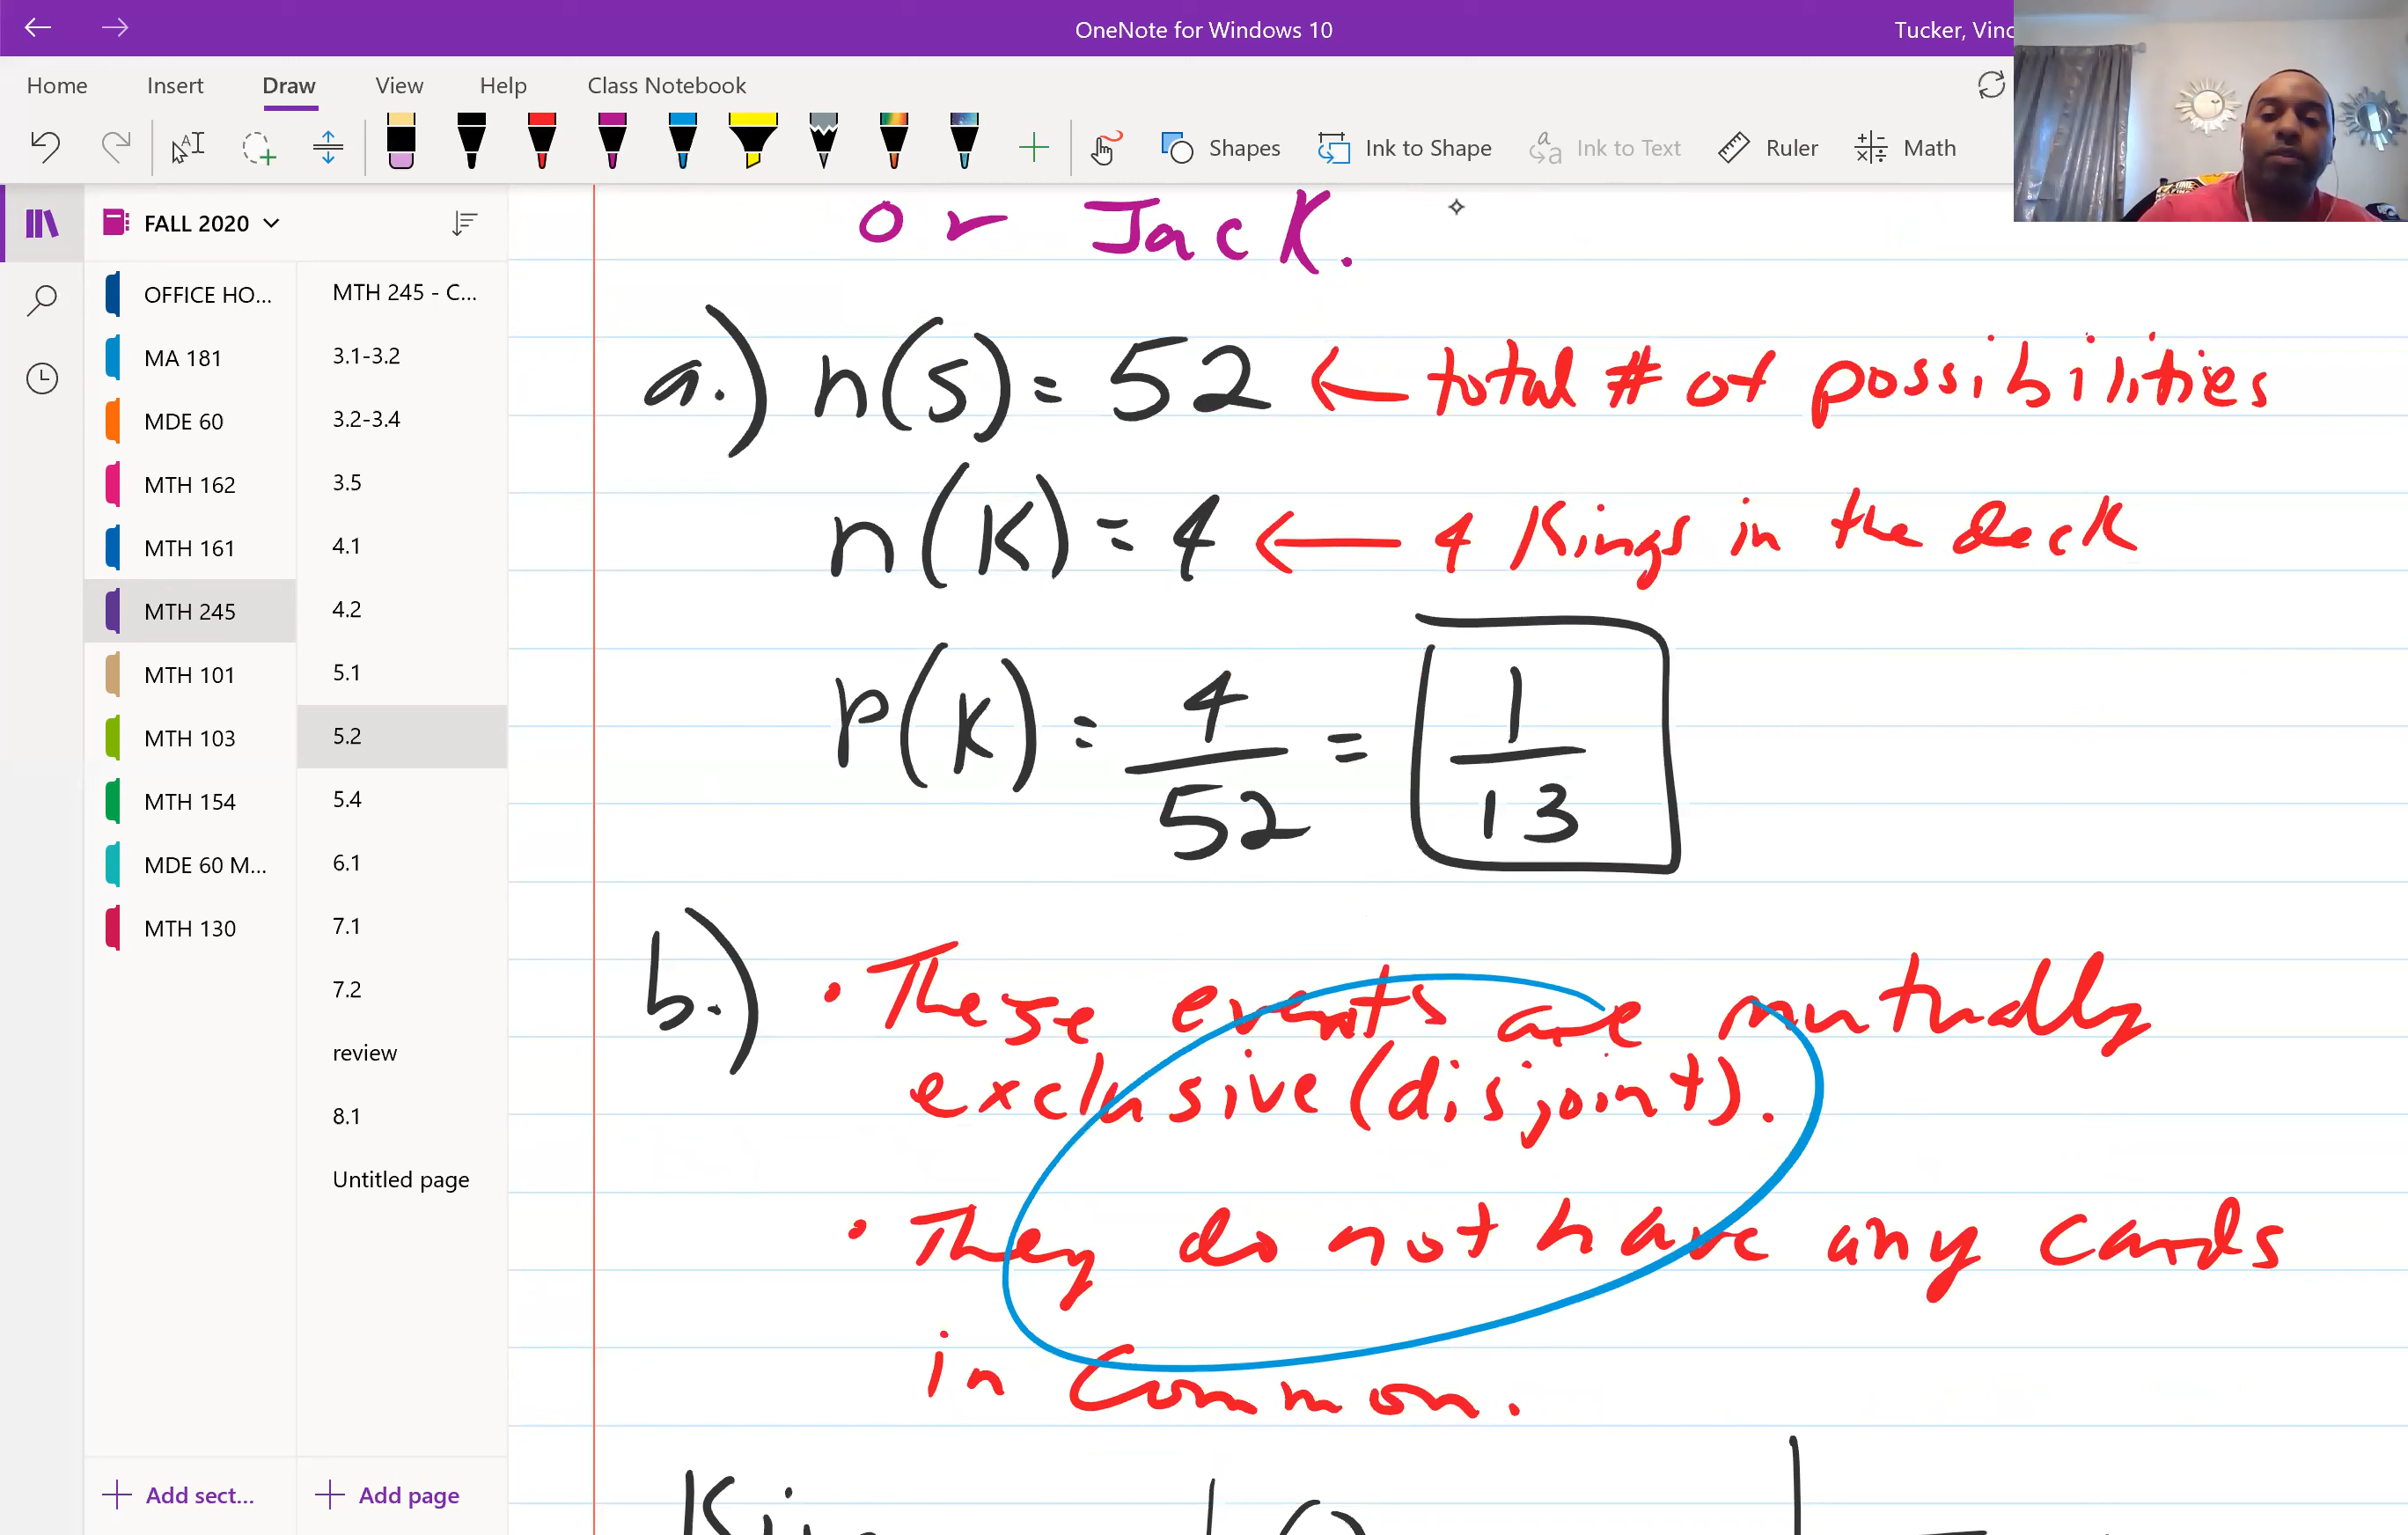 OneNote for Windows 10
Tucker, Vinc
Home Insert Draw View Help Class Notebook
Shapes Ink to Shape Ink to Text Ruler Math
FALL 2020
OFFICE HO...
MA 181
MDE 60
MTH 162
MTH 161
MTH 245
MTH 101
MTH 103
MTH 154
MDE 60 M...
MTH 130
Add sect...
MTH 245 - C...
3.1-3.2
3.2-3.4
3.5
4.1
4.2
5.1
5.2
5.4
6.1
7.1
7.2
review
8.1
Untitled page
Add page
or Jack.
a.) n(s) = 52 ← total # of possibilities
n(K) = 4 ← 4 Kings in the deck
P(K) = 4/52 = 1/13
b.) • These events are mutually
exclusive (disjoint).
• They do not have any cards
in common.